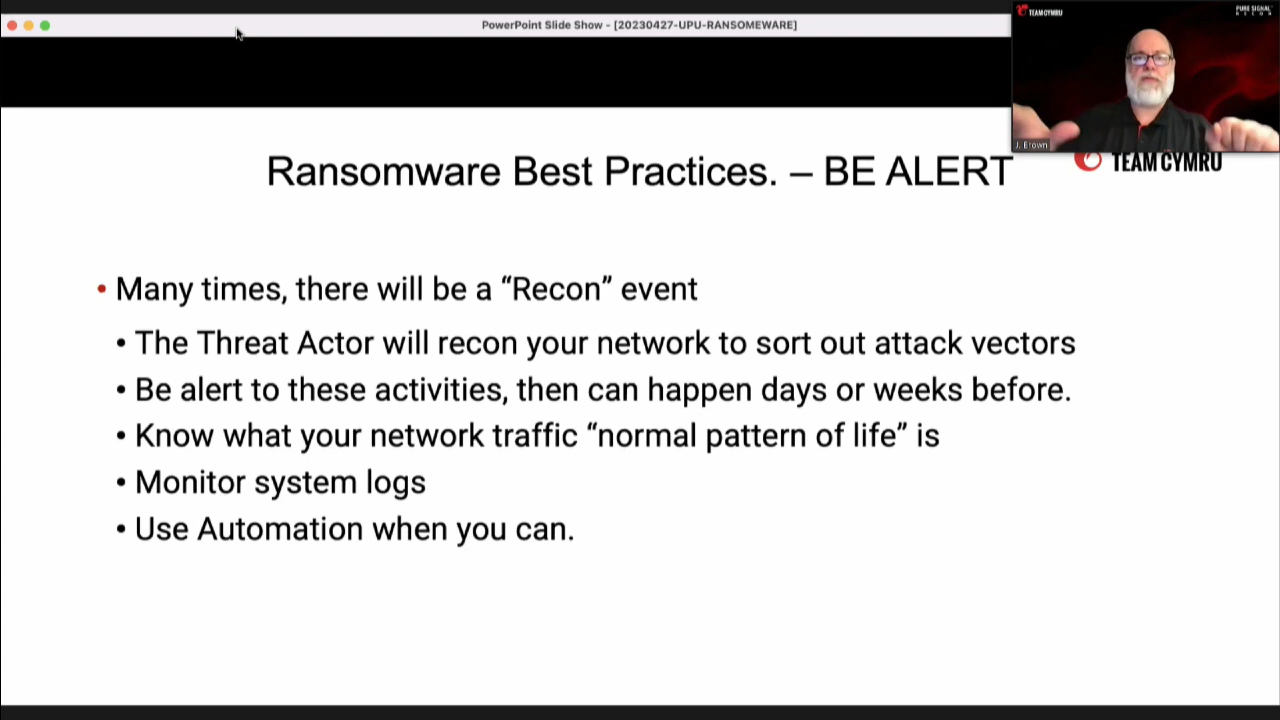 PowerPoint Slide Show - [20230427-UPU-RANSOMEWARE]
TEAM CYMRU
PURE SIGNAL
RECON
J. Brown
Ransomware Best Practices. – BE ALERT
TEAM CYMRU
• Many times, there will be a “Recon” event
• The Threat Actor will recon your network to sort out attack vectors
• Be alert to these activities, then can happen days or weeks before.
• Know what your network traffic “normal pattern of life” is
• Monitor system logs
• Use Automation when you can.